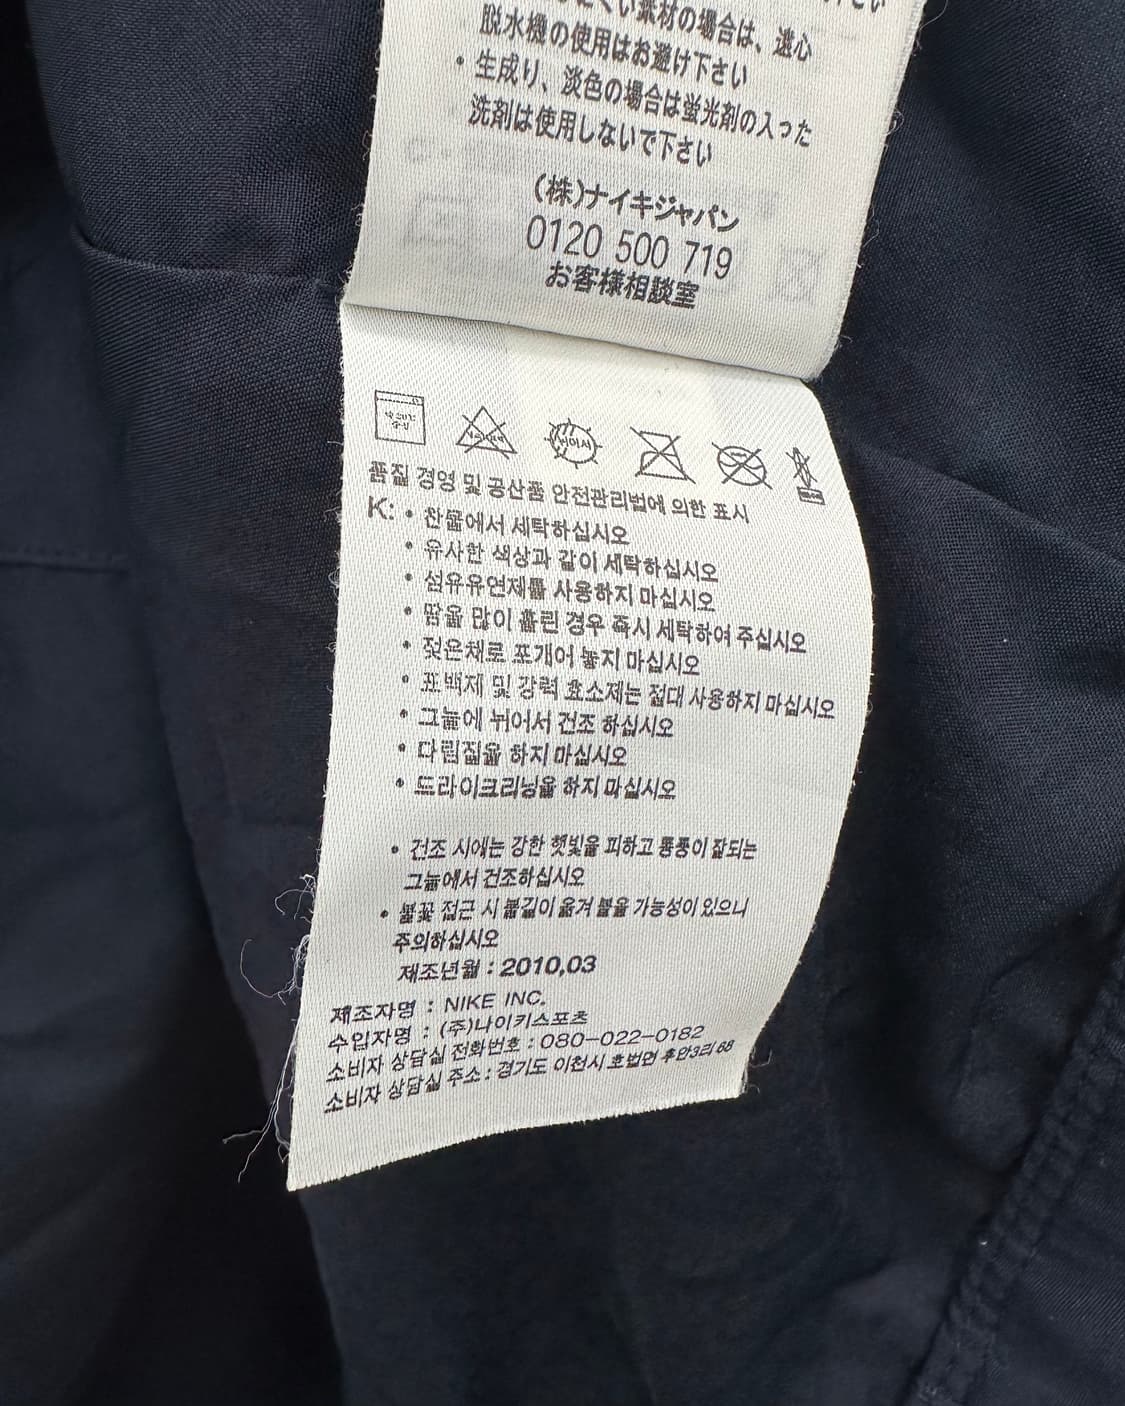 にくい素材の場合は、遠心
脱水機の使用はお避け下さい
・生成り、淡色の場合は蛍光剤の入った
洗剤は使用しないで下さい
(株)ナイキジャパン
0120 500 719
お客様相談室
품질 경영 및 공산품 안전관리법에 의한 표시
K: • 찬물에서 세탁하십시오
• 유사한 색상과 같이 세탁하십시오
• 섬유유연제를 사용하지 마십시오
• 땀을 많이 흘린 경우 즉시 세탁하여 주십시오
• 젖은채로 포개어 놓지 마십시오
• 표백제 및 강력 효소제는 절대 사용하지 마십시오
• 그늘에 뉘어서 건조 하십시오
• 다림질을 하지 마십시오
• 드라이크리닝을 하지 마십시오
• 건조 시에는 강한 햇빛을 피하고 통풍이 잘되는
그늘에서 건조하십시오
• 불꽃 접근 시 불길이 옮겨 붙을 가능성이 있으니
주의하십시오
제조년월 : 2010.03
제조자명 : NIKE INC.
수입자명 : (주)나이키스포츠
소비자 상담실 전화번호 : 080-022-0182
소비자 상담실 주소 : 경기도 이천시 호법면 후안3리 68